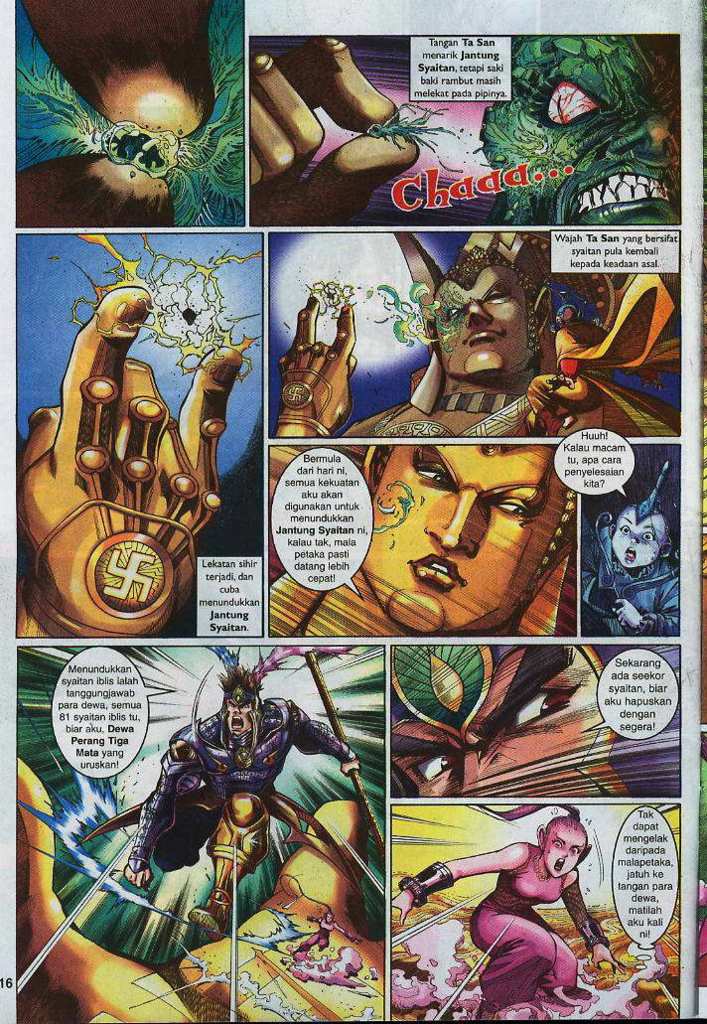 Tangan Ta San
menarik Jantung
Syaitan, tetapi saki
baki rambut masih
melekat pada pipinya.
Chaaa...
Lekatan sihir
terjadi, dan
cuba
menundukkan
Jantung
Syaitan.
Wajah Ta San yang bersifat
syaitan pula kembali
kepada keadaan asal.
Bermula
dari hari ni,
semua kekuatan
aku akan
digunakan untuk
menundukkan
Jantung Syaitan ni,
kalau tak, mala
petaka pasti
datang lebih
cepat!
Huuh!
Kalau macam
tu, apa cara
penyelesaian
kita?
Menundukkan
syaitan iblis ialah
tanggungjawab
para dewa, semua
81 syaitan iblis tu,
biar aku, Dewa
Perang Tiga
Mata yang
uruskan!
Sekarang
ada seekor
syaitan, biar
aku hapuskan
dengan
segera!
Tak
dapat
mengelak
daripada
malapetaka,
jatuh ke
tangan para
dewa,
matilah
aku kali
ni!
16